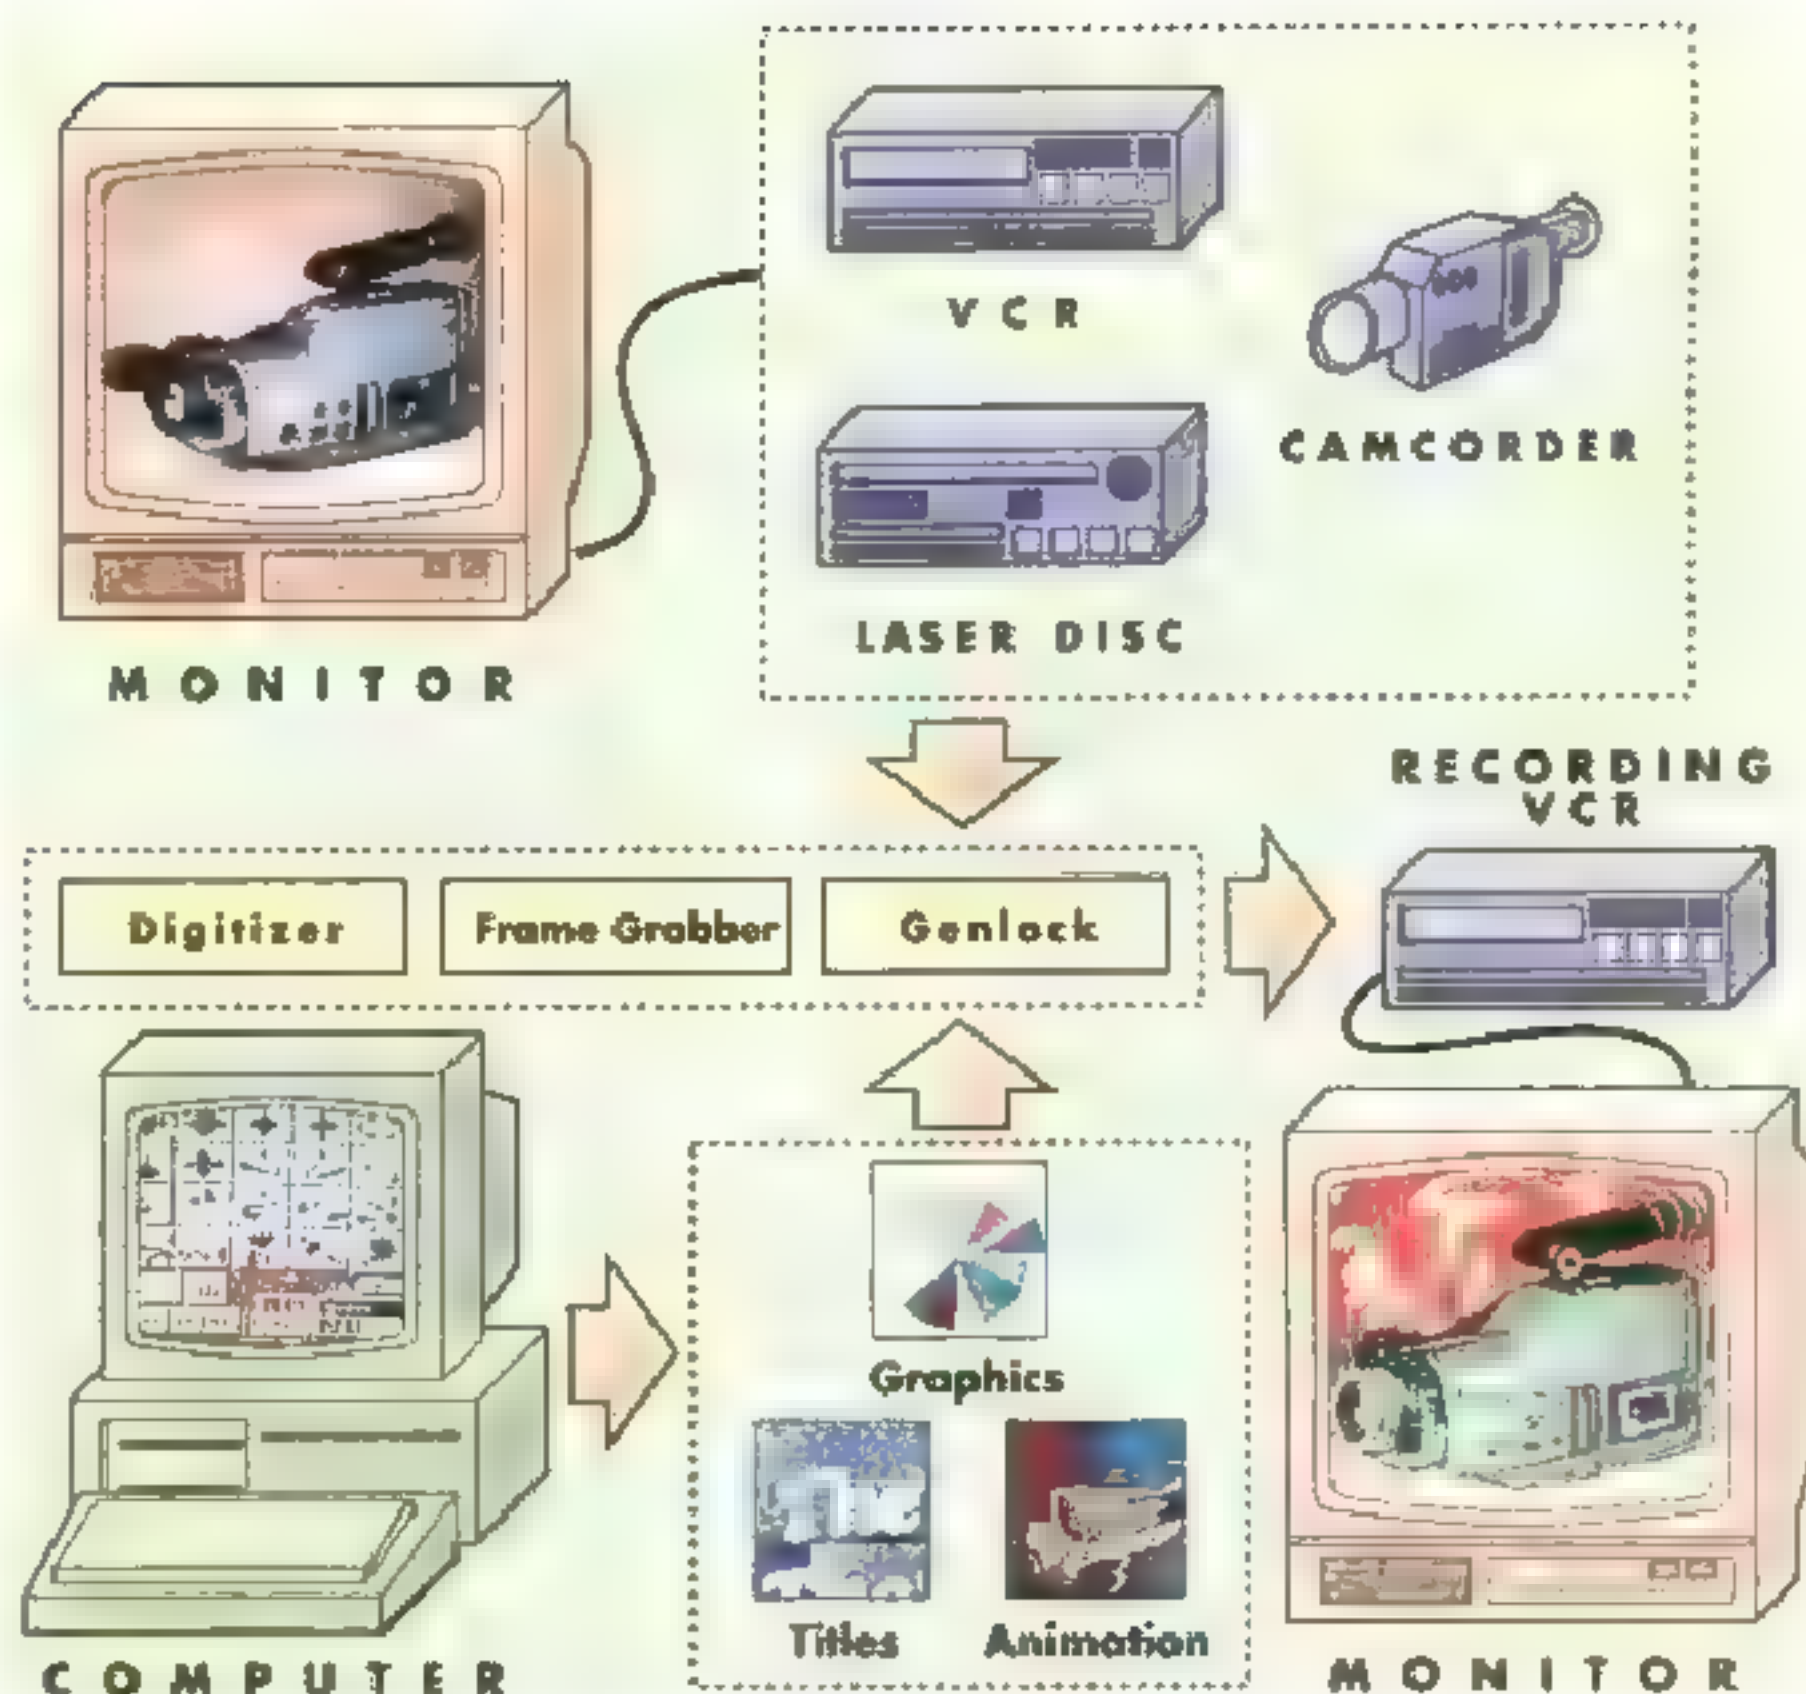 VCR
CAMCORDER
LASER DISC
MONITOR
RECORDING
VCR
Digitizer
Frame Grabber
Genlock
Graphics
Titles
Animation
COMPUTER
MONITOR